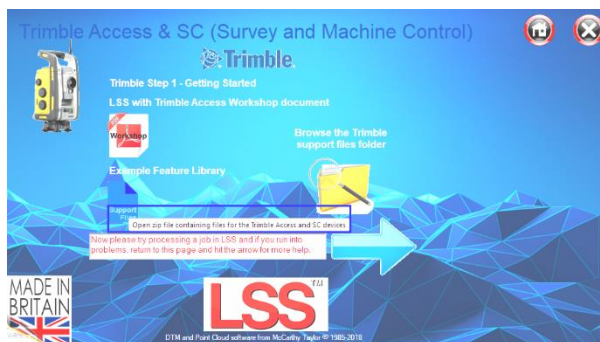 Trimble Access & SC (Survey and Machine Control)
Trimble.
Trimble Step 1 - Getting Started
LSS with Trimble Access Workshop document
Workshop
Browse the Trimble
support files folder
Example Feature Library
Support
Files
Open zip file containing files for the Trimble Access and SC devices
Now please try processing a job in LSS and if you run into
problems, return to this page and hit the arrow for more help.
MADE IN
BRITAIN
LSS™
DTM and Point Cloud software from McCarthy Taylor © 1985-2018